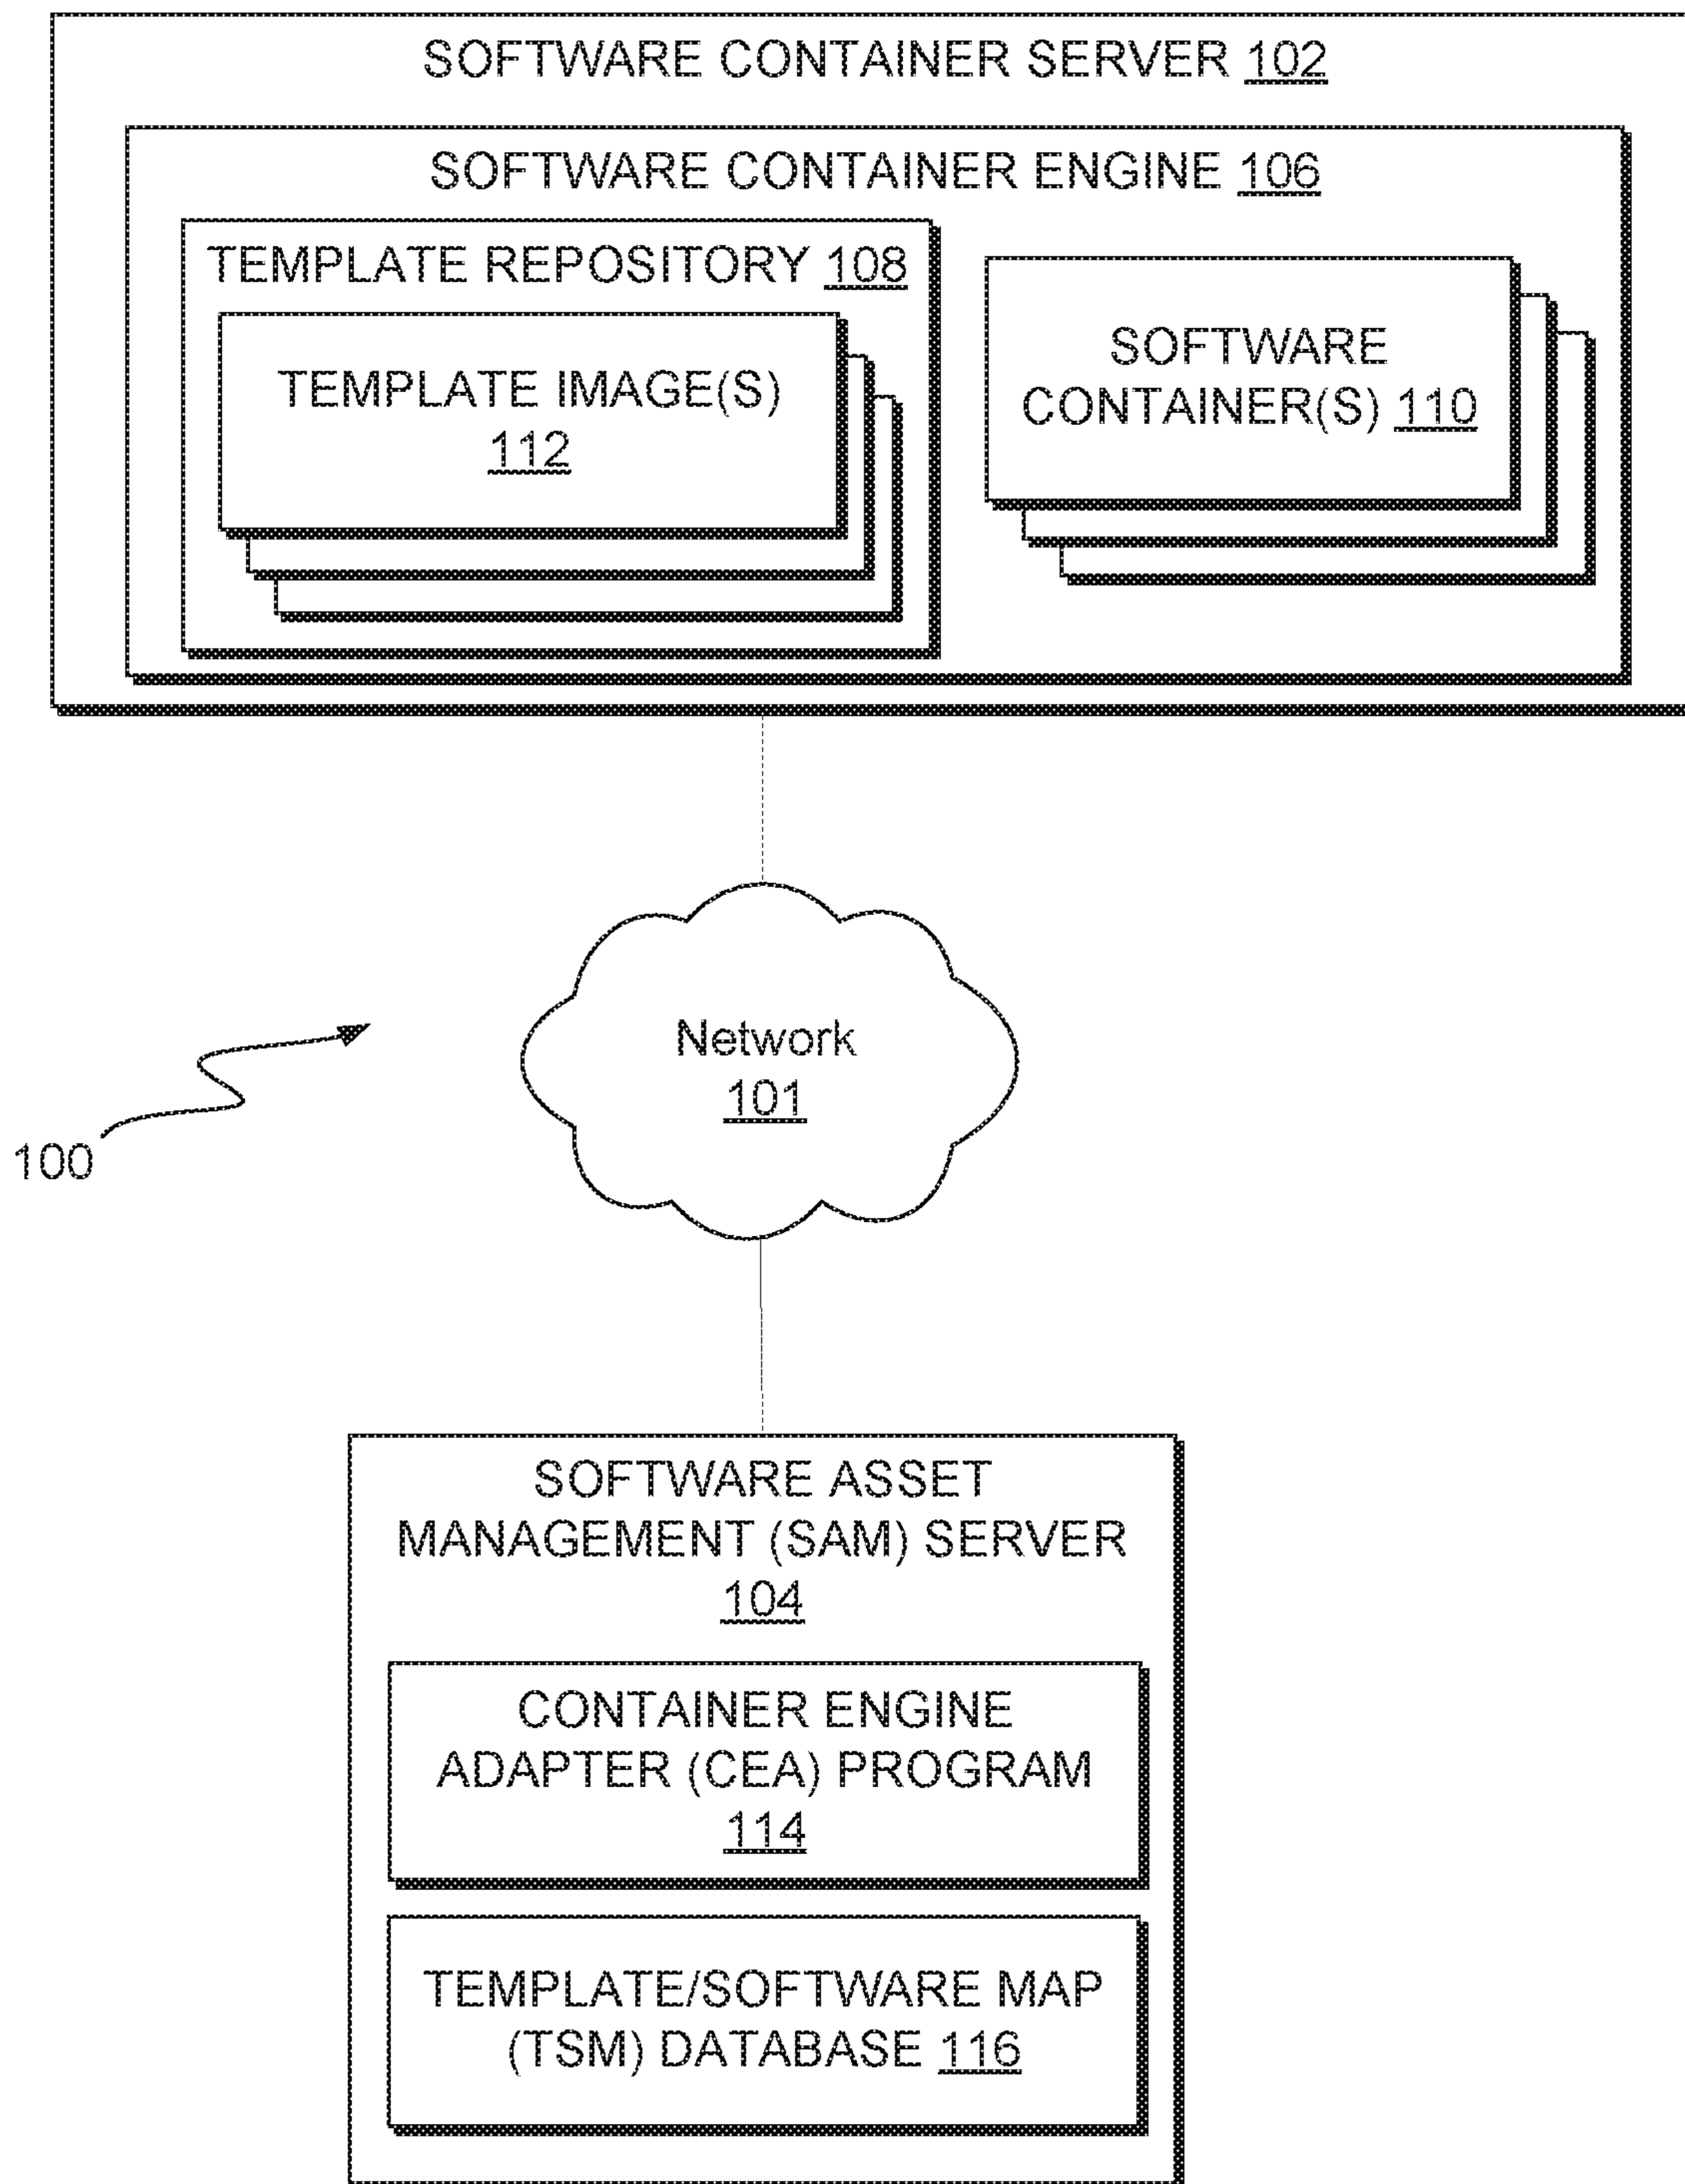 SOFTWARE CONTAINER SERVER 102
SOFTWARE CONTAINER ENGINE 106
TEMPLATE REPOSITORY 108
TEMPLATE IMAGE(S)
112
SOFTWARE
CONTAINER(S) 110
Network
101
100
SOFTWARE ASSET
MANAGEMENT (SAM) SERVER
104
CONTAINER ENGINE
ADAPTER (CEA) PROGRAM
114
TEMPLATE/SOFTWARE MAP
(TSM) DATABASE 116